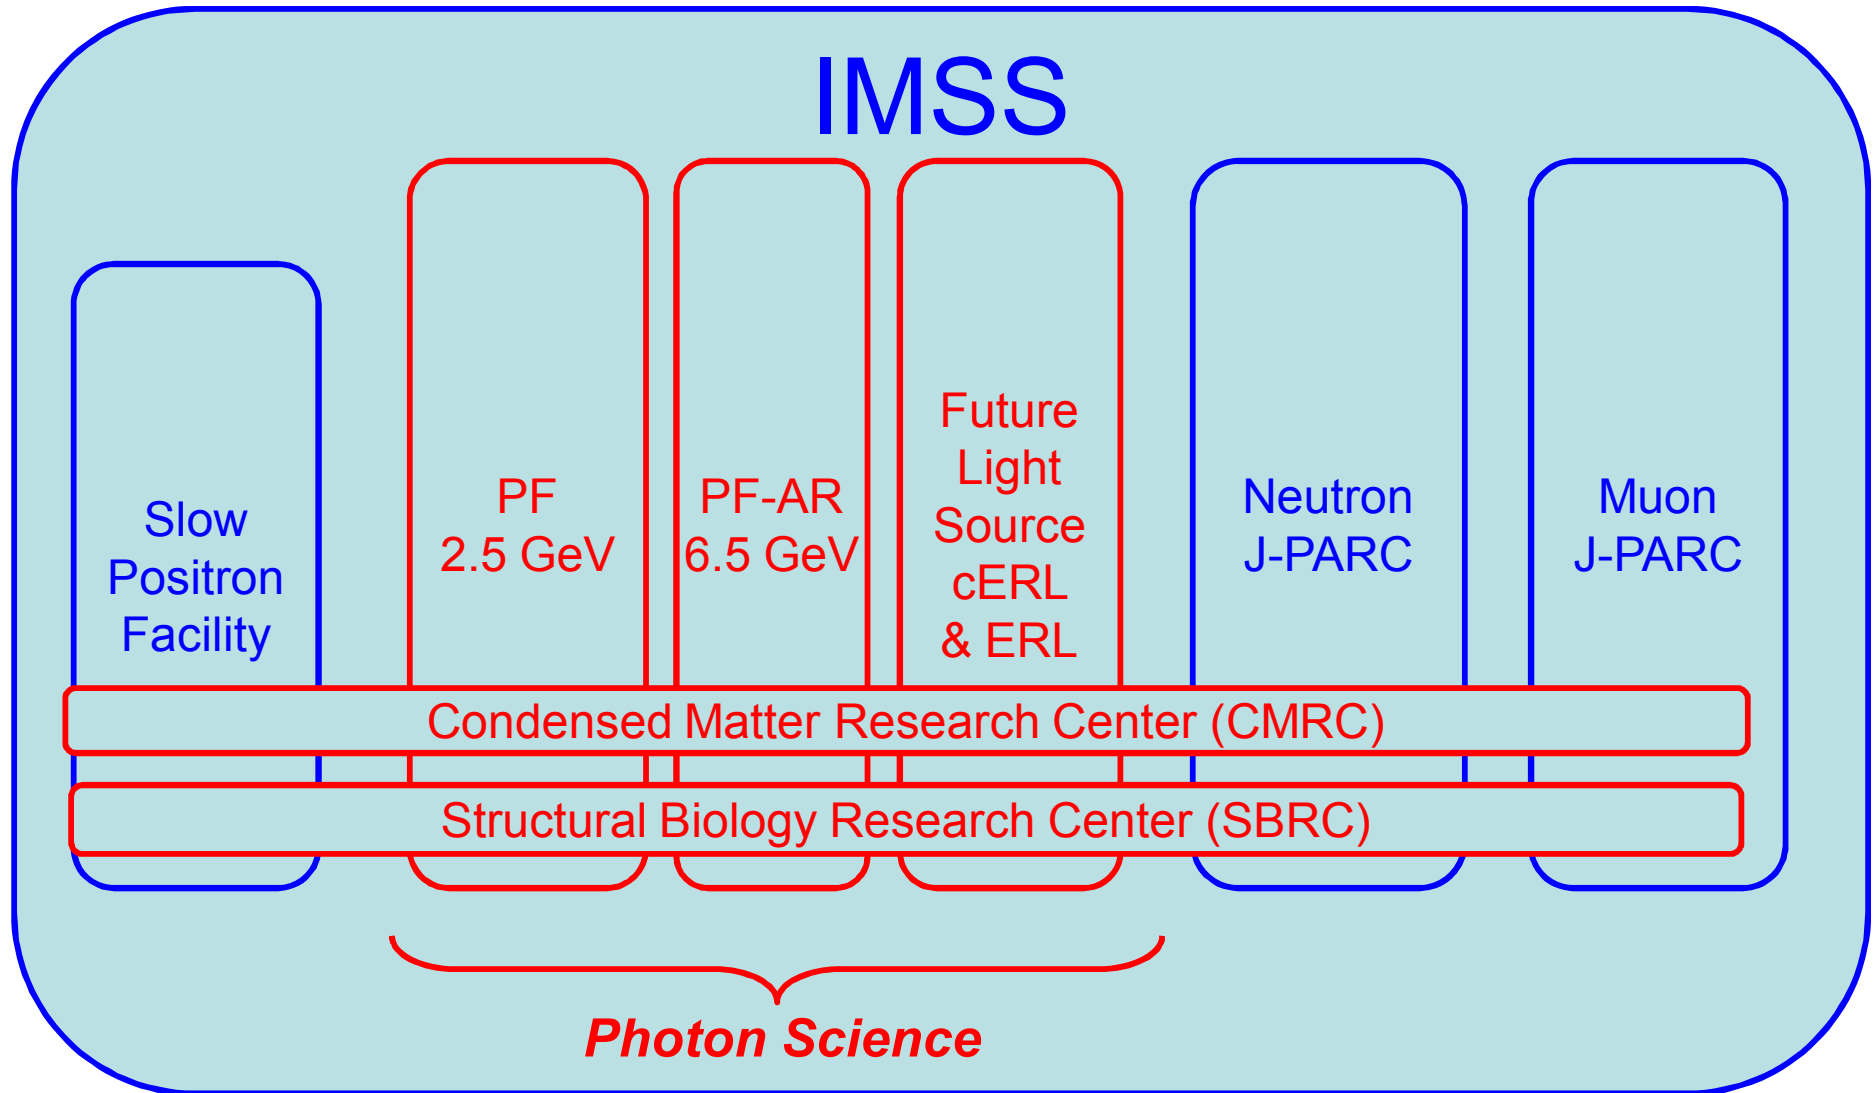 IMSS
Slow
Positron
Facility
PF
2.5 GeV
PF-AR
6.5 GeV
Future
Light
Source
cERL
& ERL
Neutron
J-PARC
Muon
J-PARC
Condensed Matter Research Center (CMRC)
Structural Biology Research Center (SBRC)
Photon Science